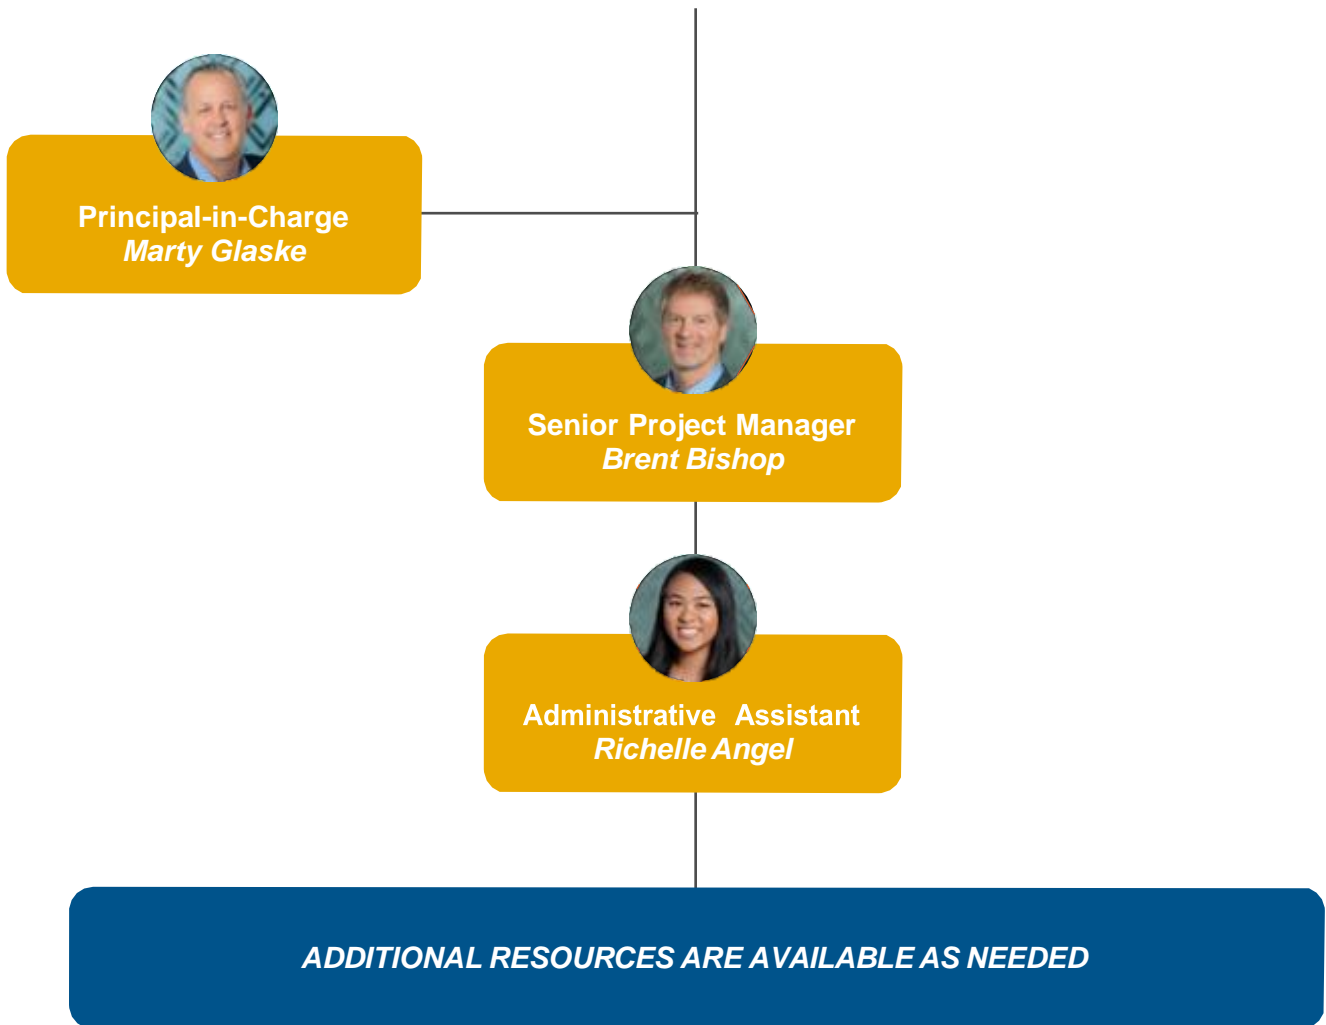 Principal-in-Charge
Marty Glaske
Senior Project Manager
Brent Bishop
Administrative Assistant
Richelle Angel
ADDITIONAL RESOURCES ARE AVAILABLE AS NEEDED